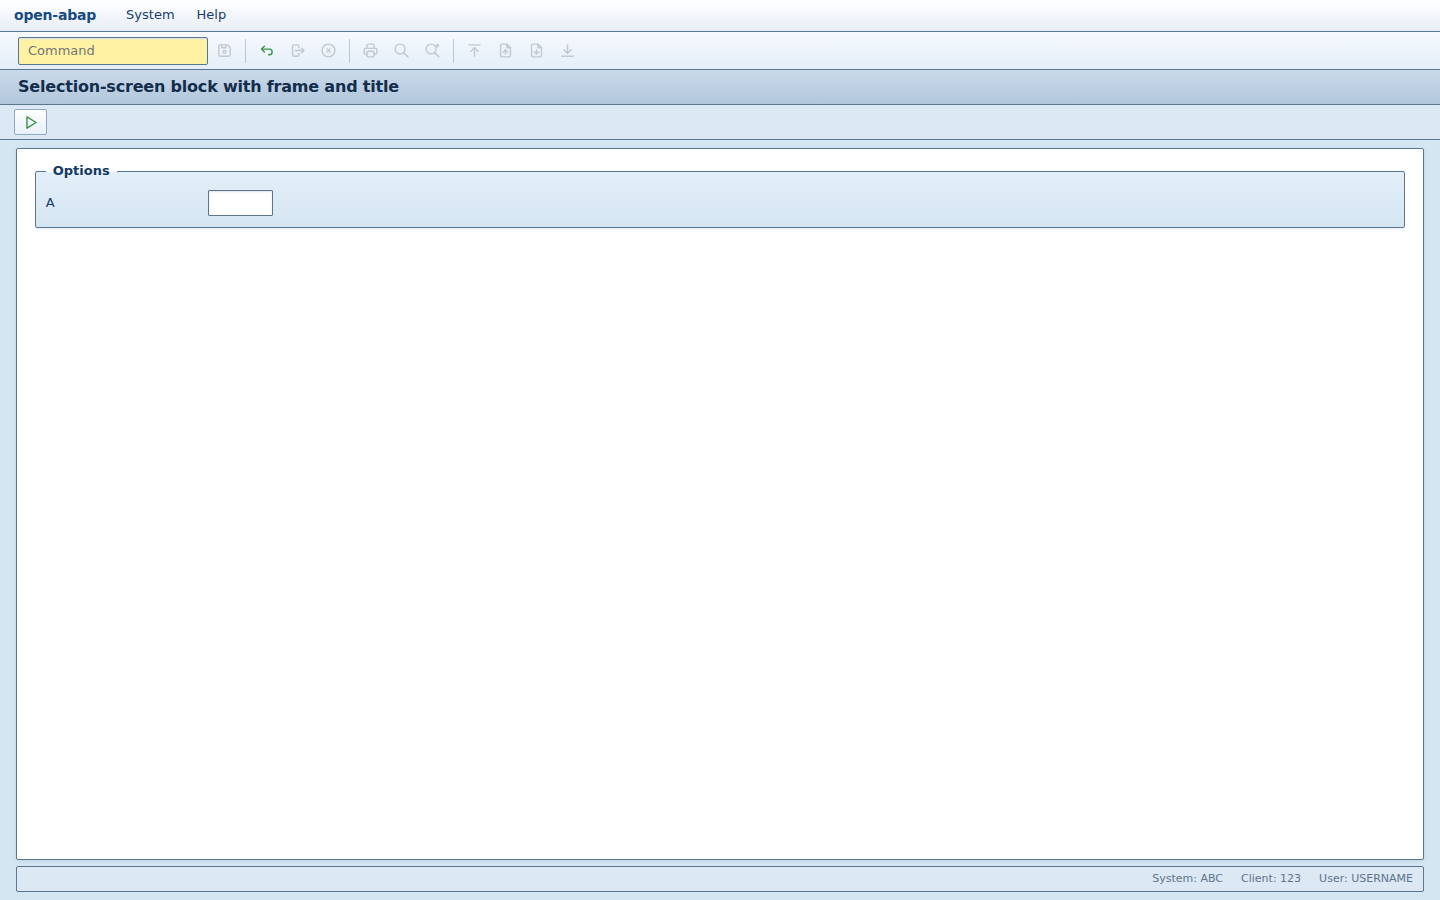 open-abap System Help
Command
Selection-screen block with frame and title
Options
A
System: ABC Client: 123 User: USERNAME